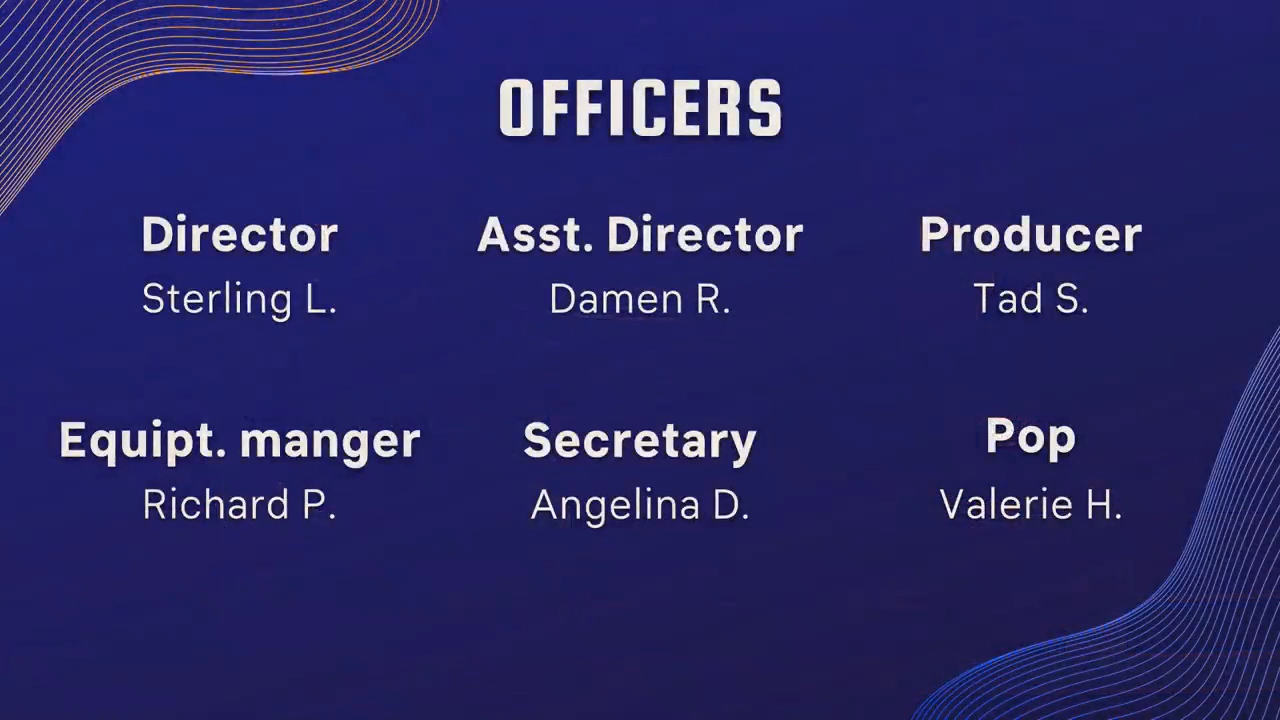 OFFICERS
Director
Sterling L.
Asst. Director
Damen R.
Producer
Tad S.
Equipt. manger
Richard P.
Secretary
Angelina D.
Pop
Valerie H.